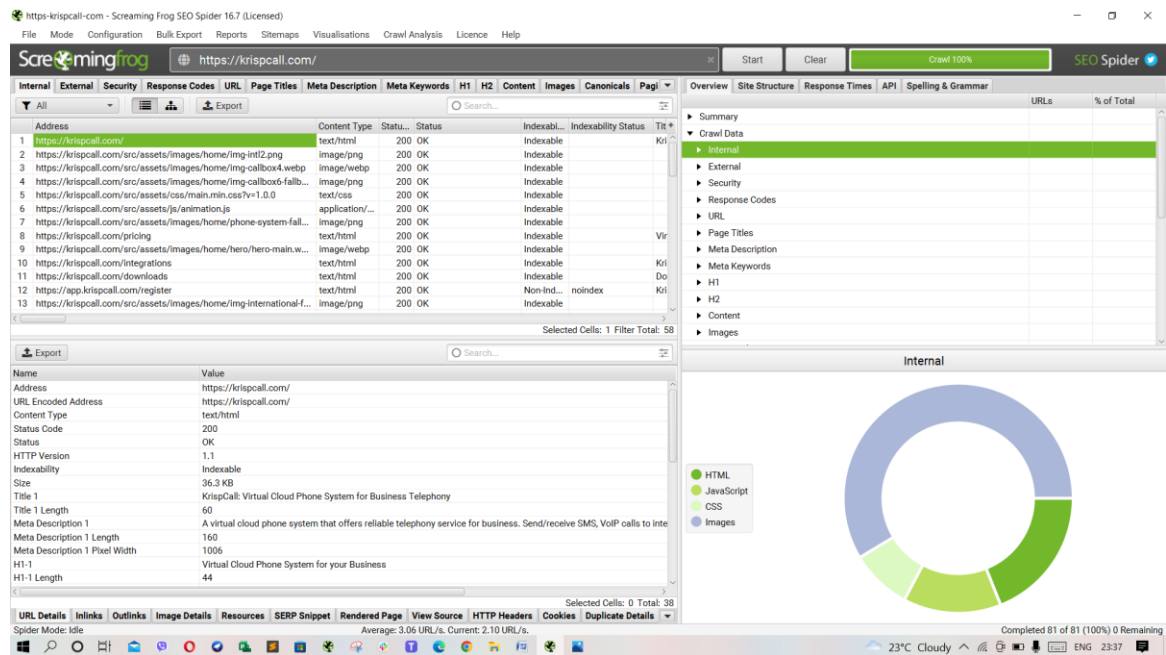 https-krispcall-com - Screaming Frog SEO Spider 16.7 (Licensed)
File Mode Configuration Bulk Export Reports Sitemaps Visualisations Crawl Analysis Licence Help
Screamingfrog https://krispcall.com/ Start Clear Crawl 100% SEO Spider
Internal External Security Response Codes URL Page Titles Meta Description Meta Keywords H1 H2 Content Images Canonicals Pagi
All Export Search...
Address Content Type Statu... Status Indexabi... Indexability Status Tit
1 https://krispcall.com/ text/html 200 OK Indexable Kri
2 https://krispcall.com/src/assets/images/home/img-intl2.png image/png 200 OK Indexable
3 https://krispcall.com/src/assets/images/home/img-callbox4.webp image/webp 200 OK Indexable
4 https://krispcall.com/src/assets/images/home/img-callbox6-fallb... image/png 200 OK Indexable
5 https://krispcall.com/src/assets/css/main.min.css?v=1.0.0 text/css 200 OK Indexable
6 https://krispcall.com/src/assets/js/animation.js application/... 200 OK Indexable
7 https://krispcall.com/src/assets/images/home/phone-system-fall... image/png 200 OK Indexable
8 https://krispcall.com/pricing text/html 200 OK Indexable Vir
9 https://krispcall.com/src/assets/images/home/hero/hero-main.w... image/webp 200 OK Indexable
10 https://krispcall.com/integrations text/html 200 OK Indexable Kri
11 https://krispcall.com/downloads text/html 200 OK Indexable Do
12 https://app.krispcall.com/register text/html 200 OK Non-Ind... noindex Kri
13 https://krispcall.com/src/assets/images/home/img-international-f... image/png 200 OK Indexable
Selected Cells: 1 Filter Total: 58
Export Search...
Name Value
Address https://krispcall.com/
URL Encoded Address https://krispcall.com/
Content Type text/html
Status Code 200
Status OK
HTTP Version 1.1
Indexability Indexable
Size 36.3 KB
Title 1 KrispCall: Virtual Cloud Phone System for Business Telephony
Title 1 Length 60
Meta Description 1 A virtual cloud phone system that offers reliable telephony service for business. Send/receive SMS, VoIP calls to inte
Meta Description 1 Length 160
Meta Description 1 Pixel Width 1006
H1-1 Virtual Cloud Phone System for your Business
H1-1 Length 44
Selected Cells: 0 Total: 38
URL Details Inlinks Outlinks Image Details Resources SERP Snippet Rendered Page View Source HTTP Headers Cookies Duplicate Details
Overview Site Structure Response Times API Spelling & Grammar
URLs % of Total
Summary
Crawl Data
Internal
External
Security
Response Codes
URL
Page Titles
Meta Description
Meta Keywords
H1
H2
Content
Images
Internal
HTML
JavaScript
CSS
Images
Spider Mode: Idle Average: 3.06 URL/s. Current: 2.10 URL/s. Completed 81 of 81 (100%) 0 Remaining
23°C Cloudy ENG 23:37